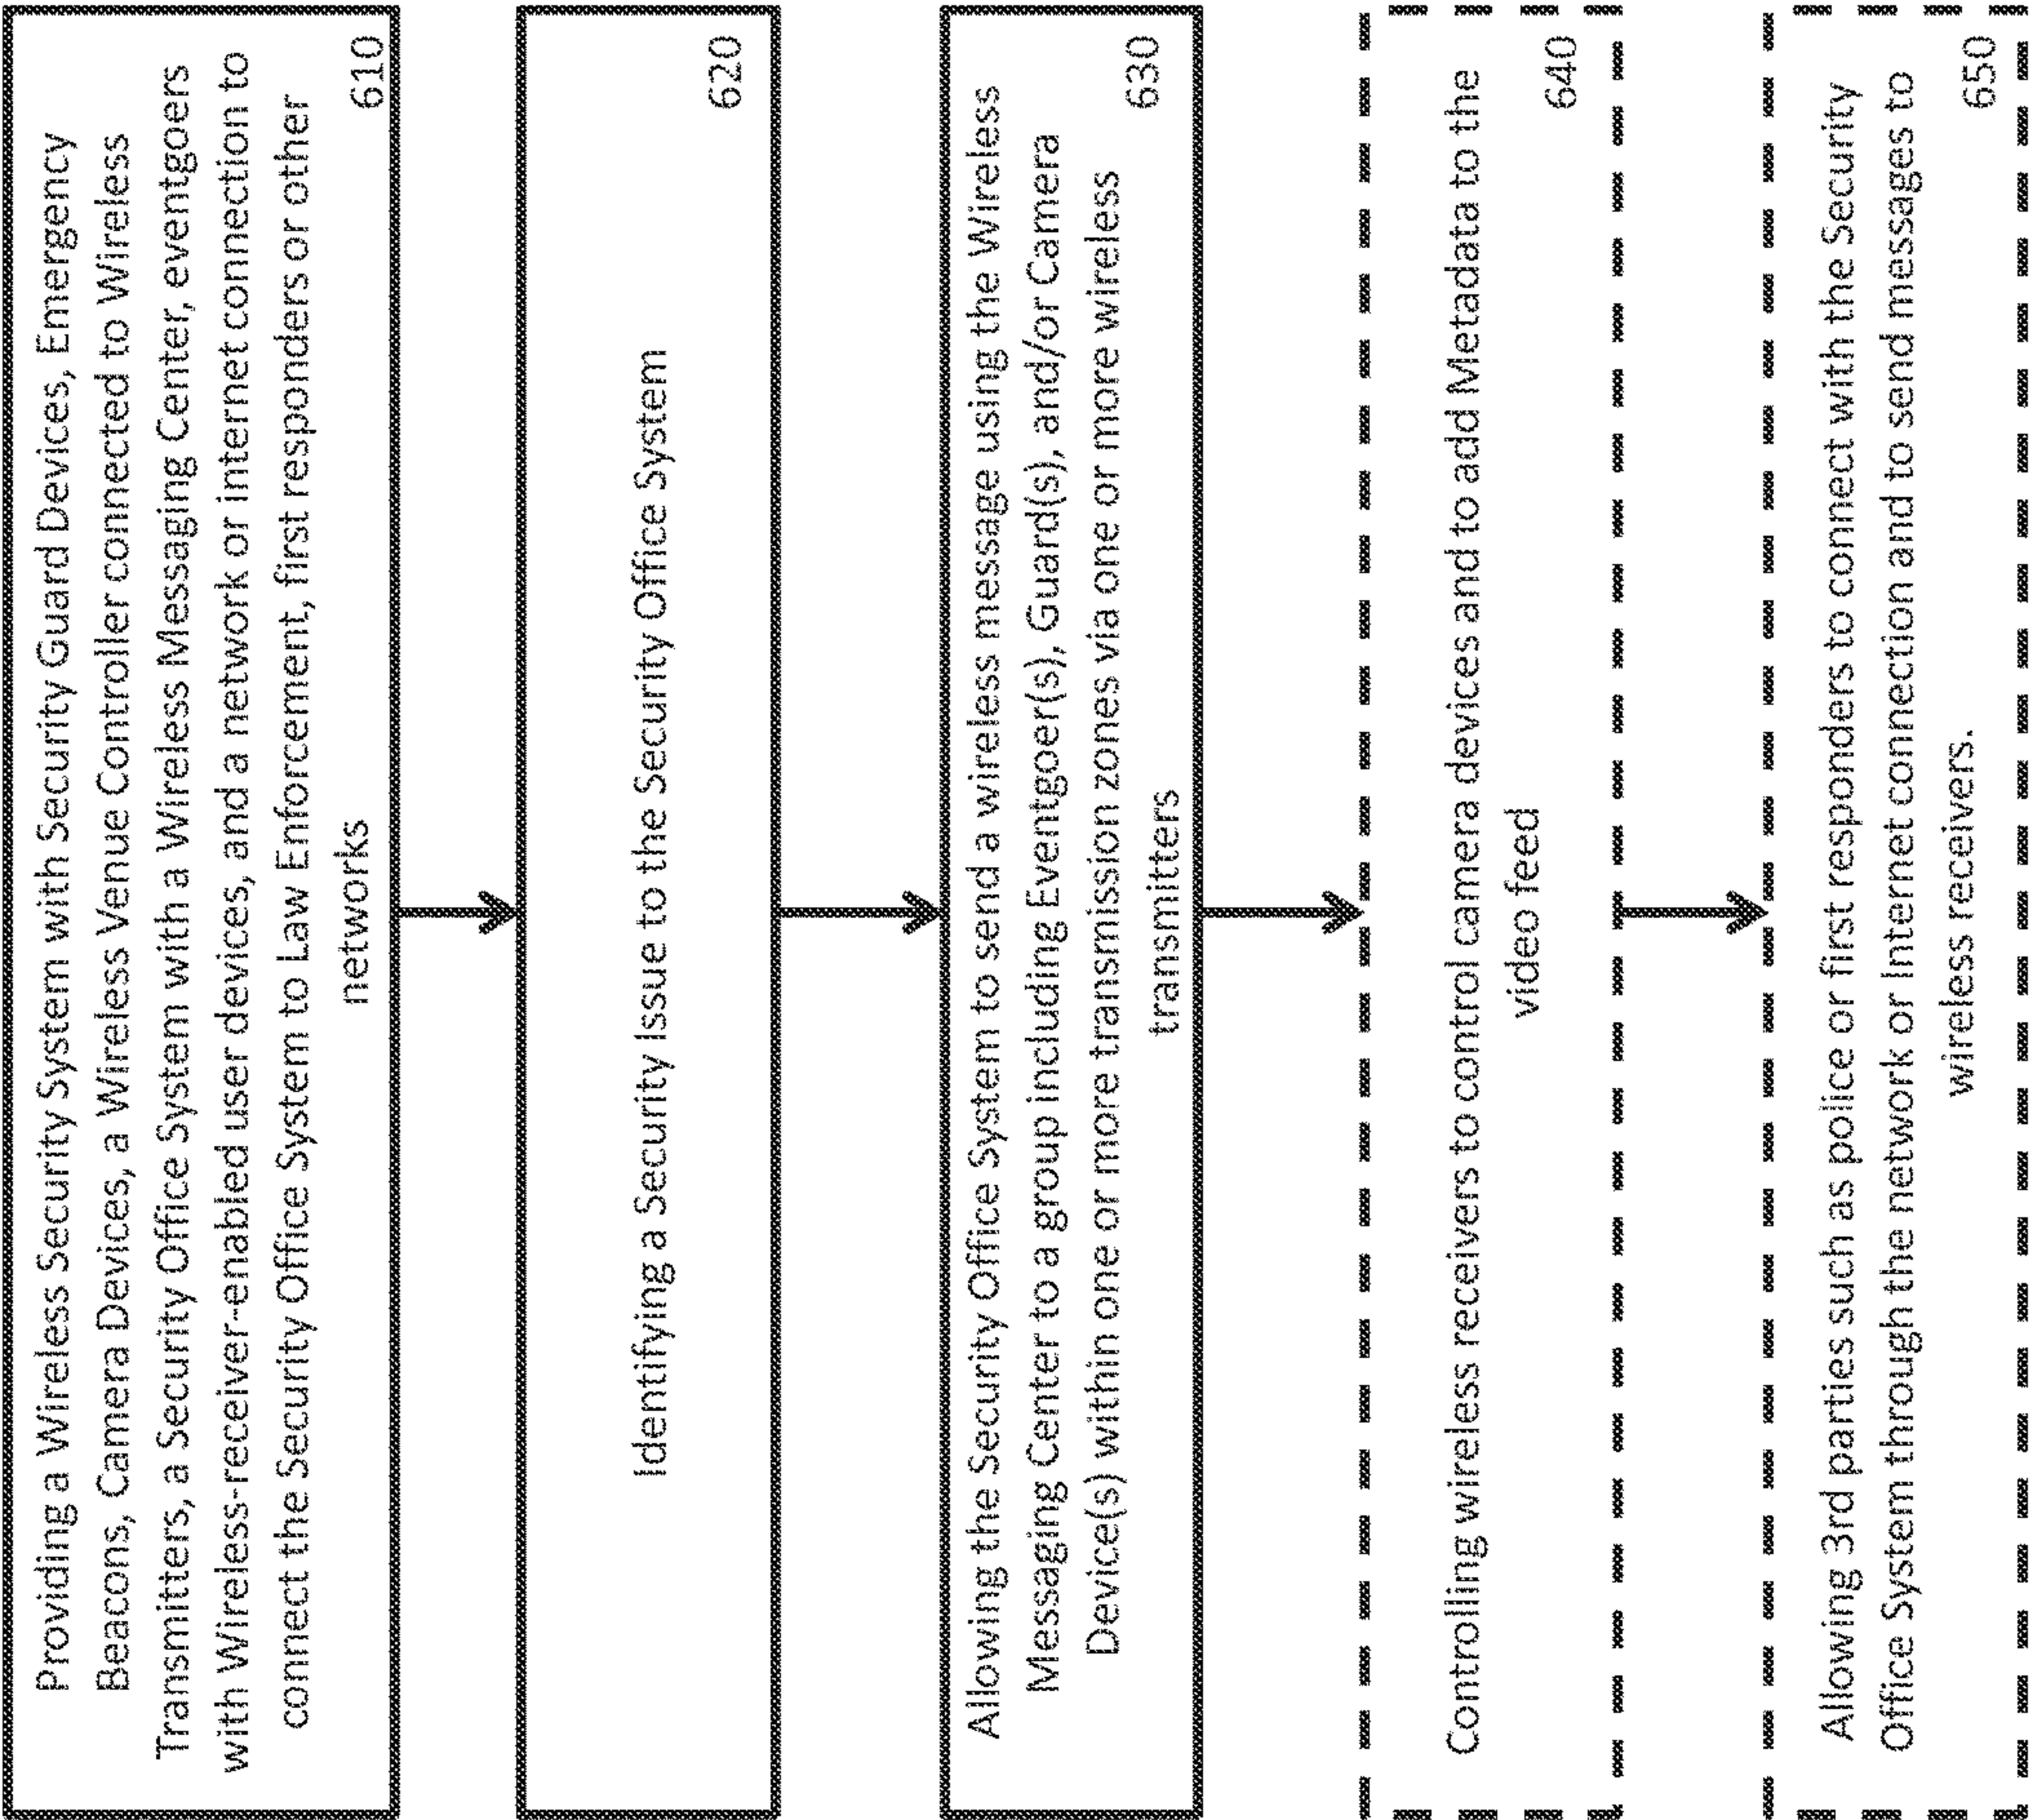 Providing a Wireless Security System with Security Guard Devices, Emergency
Beacons, Camera Devices, a Wireless Venue Controller connected to Wireless
Transmitters, a Security Office System with a Wireless Messaging Center, eventgoers
with Wireless-receiver-enabled user devices, and a network or internet connection to
connect the Security Office System to Law Enforcement, first responders or other
networks
610
Identifying a Security Issue to the Security Office System
620
Allowing the Security Office System to send a wireless message using the Wireless
Messaging Center to a group including Eventgoer(s), Guard(s), and/or Camera
Device(s) within one or more transmission zones via one or more wireless
transmitters
630
Controlling wireless receivers to control camera devices and to add Metadata to the
video feed
640
Allowing 3rd parties such as police or first responders to connect with the Security
Office System through the network or Internet connection and to send messages to
wireless receivers.
650